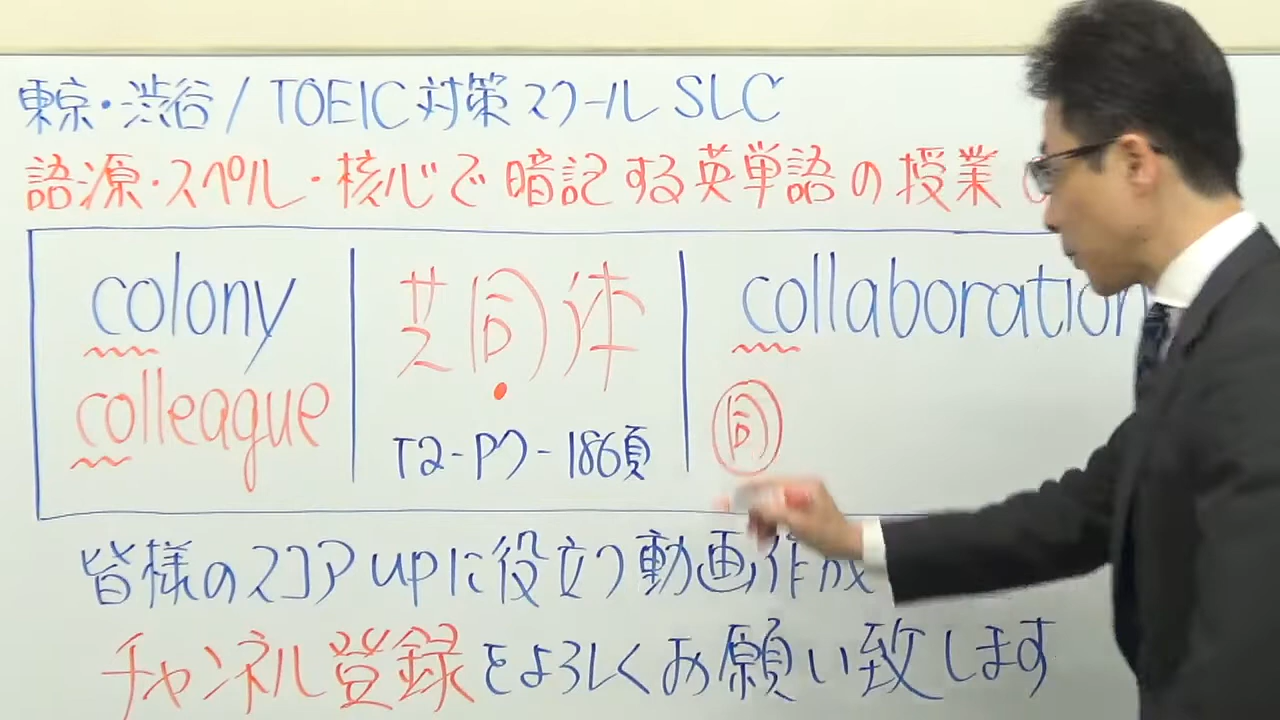 東京・渋谷/TOEIC対策スクールSLC
語源・スペル・核心で暗記する英単語の授業
colony
colleague
共同体
T2-P7-186頁
collaboration
同
皆様のスコアupに役立つ動画作成
チャンネル登録をよろしくお願い致します